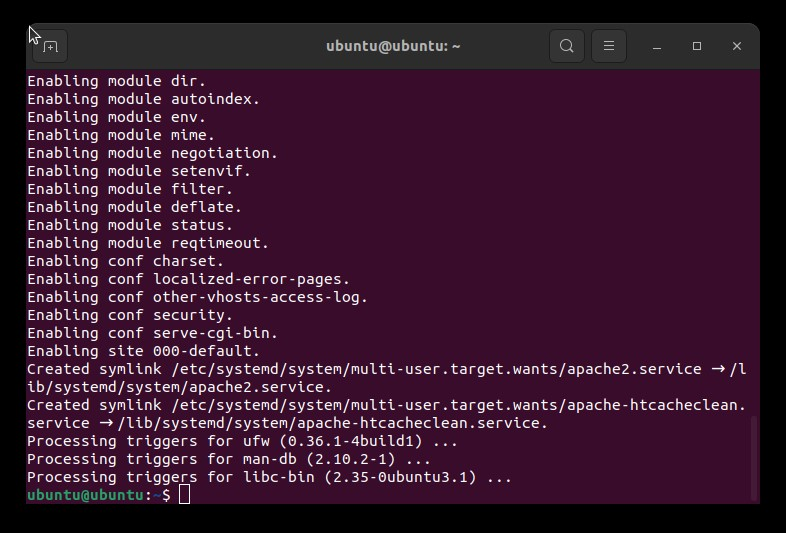 ubuntu@ubuntu: ~
Enabling module dir.
Enabling module autoindex.
Enabling module env.
Enabling module mime.
Enabling module negotiation.
Enabling module setenvif.
Enabling module filter.
Enabling module deflate.
Enabling module status.
Enabling module reqtimeout.
Enabling conf charset.
Enabling conf localized-error-pages.
Enabling conf other-vhosts-access-log.
Enabling conf security.
Enabling conf serve-cgi-bin.
Enabling site 000-default.
Created symlink /etc/systemd/system/multi-user.target.wants/apache2.service → /l
ib/systemd/system/apache2.service.
Created symlink /etc/systemd/system/multi-user.target.wants/apache-htcacheclean.
service → /lib/systemd/system/apache-htcacheclean.service.
Processing triggers for ufw (0.36.1-4build1) ...
Processing triggers for man-db (2.10.2-1) ...
Processing triggers for libc-bin (2.35-0ubuntu3.1) ...
ubuntu@ubuntu:~$